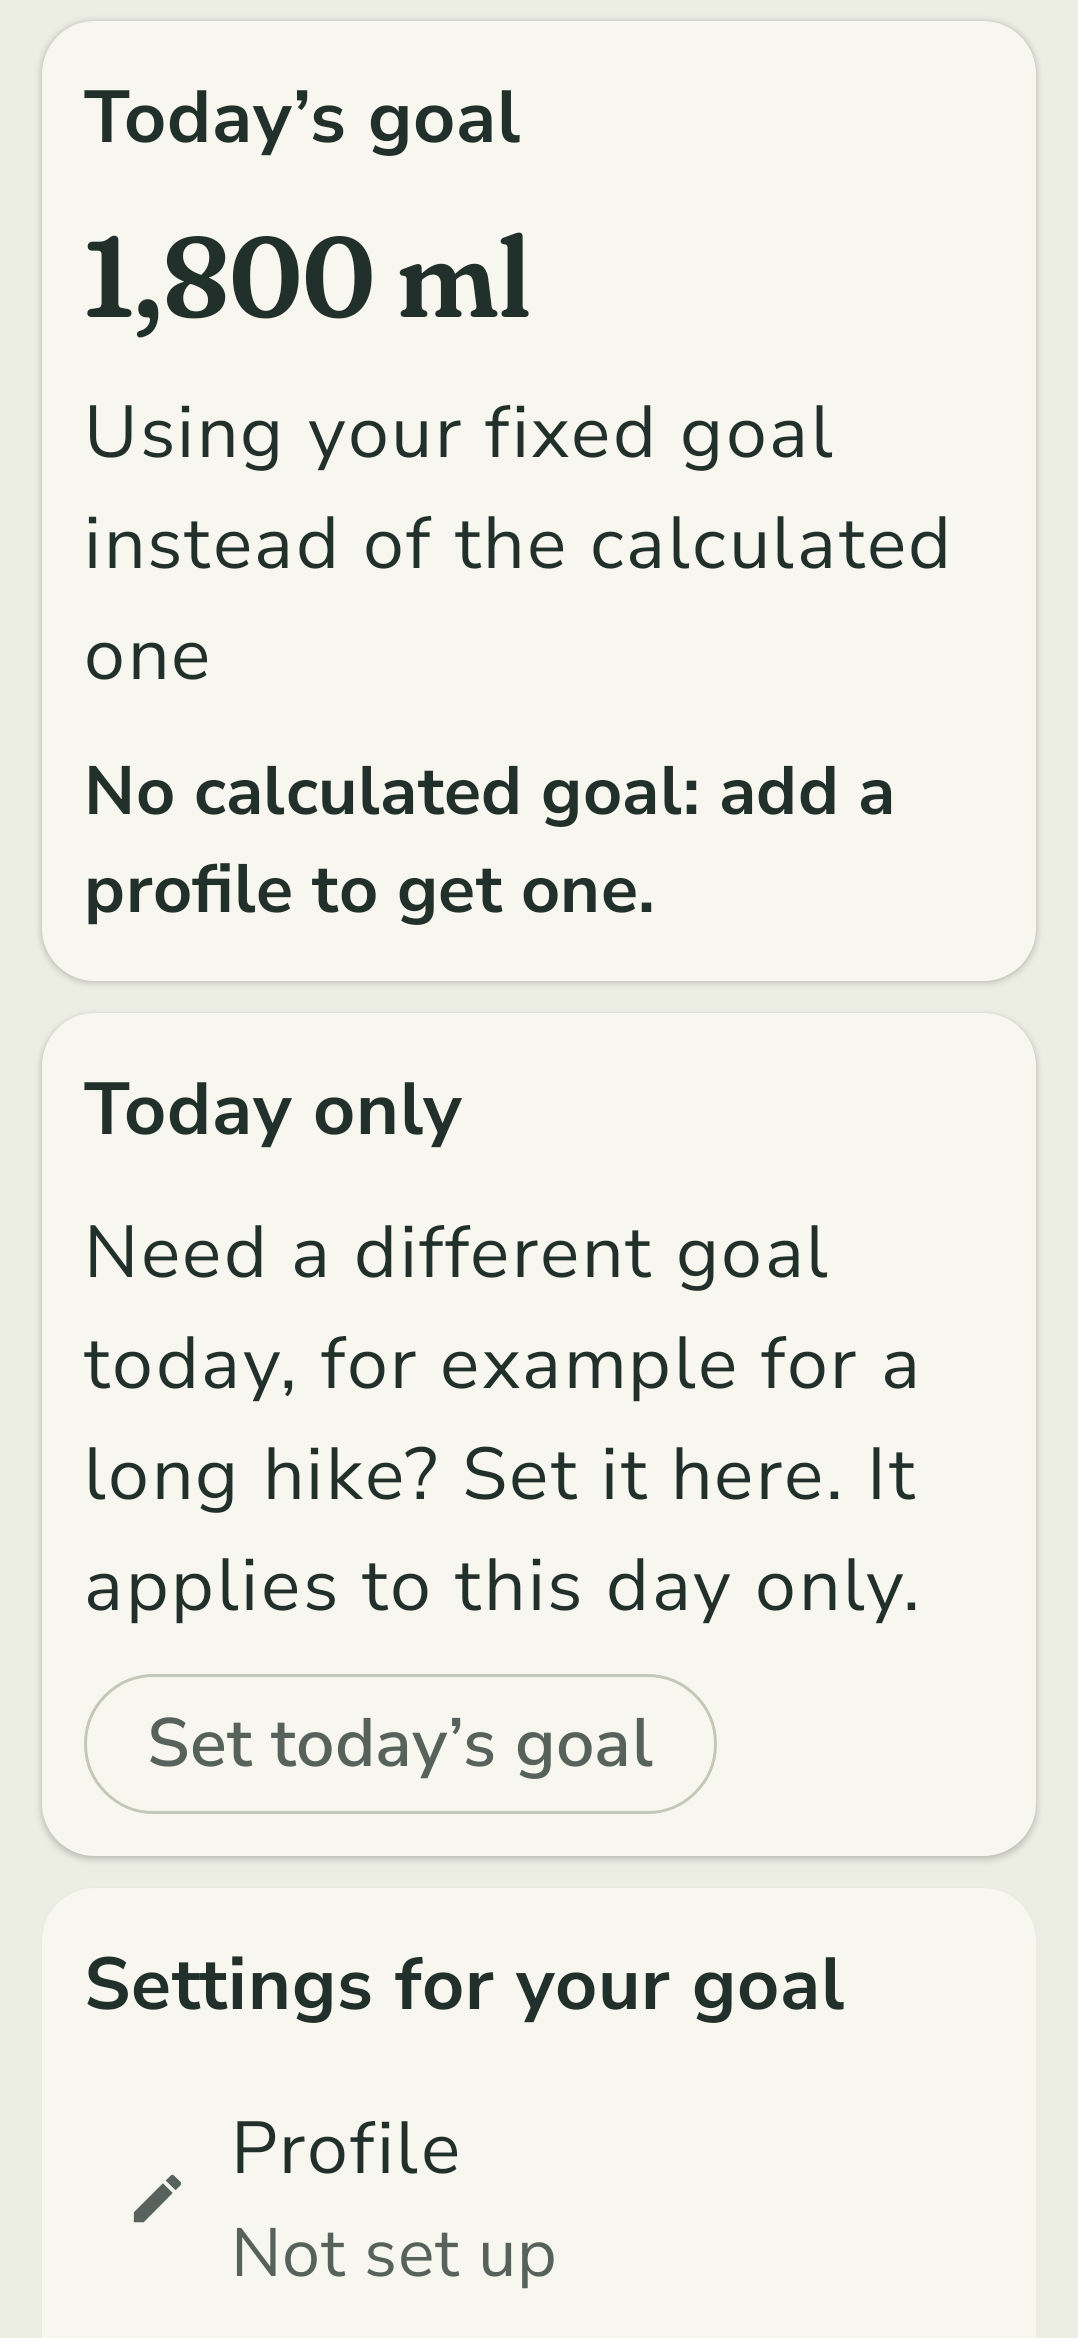 Today’s goal
1,800 ml
Using your fixed goal
instead of the calculated
one
No calculated goal: add a
profile to get one.
Today only
Need a different goal
today, for example for a
long hike? Set it here. It
applies to this day only.
Set today’s goal
Settings for your goal
Profile
Not set up